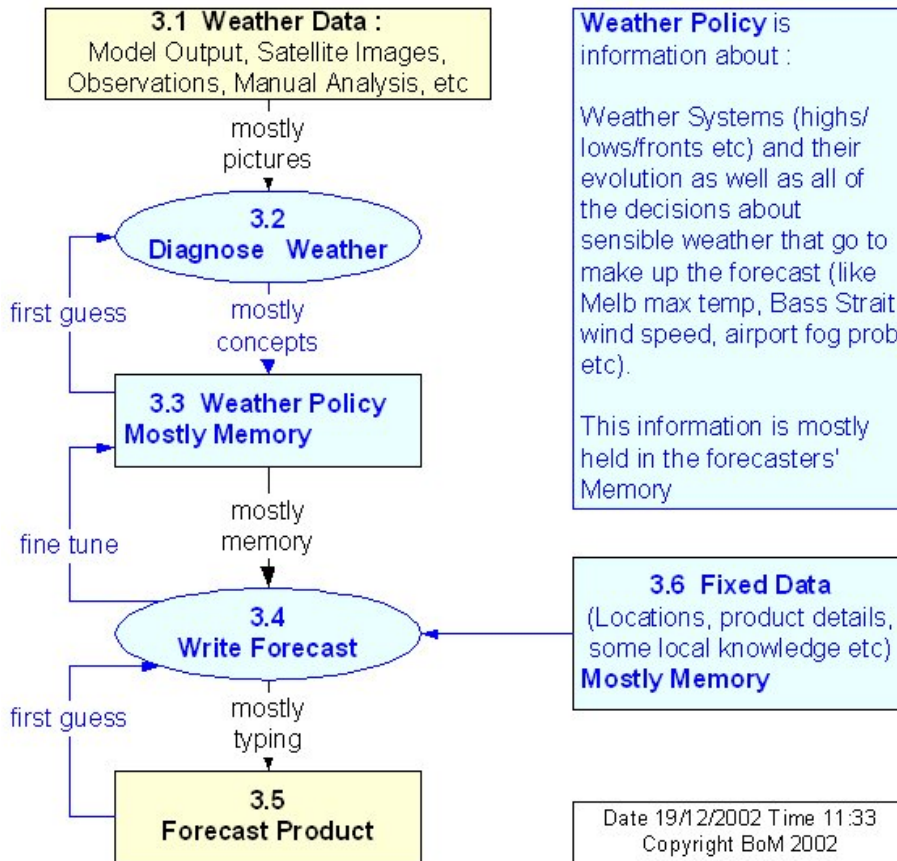 3.1 Weather Data :
Model Output, Satellite Images,
Observations, Manual Analysis, etc
mostly
pictures
3.2
Diagnose Weather
first guess
mostly
concepts
3.3 Weather Policy
Mostly Memory
mostly
memory
fine tune
3.4
Write Forecast
first guess
mostly
typing
3.5
Forecast Product
Weather Policy is
information about :
Weather Systems (highs/
lows/fronts etc) and their
evolution as well as all of
the decisions about
sensible weather that go to
make up the forecast (like
Melb max temp, Bass Strait
wind speed, airport fog prob
etc).
This information is mostly
held in the forecasters'
Memory
3.6 Fixed Data
(Locations, product details,
some local knowledge etc)
Mostly Memory
Date 19/12/2002 Time 11:33
Copyright BoM 2002